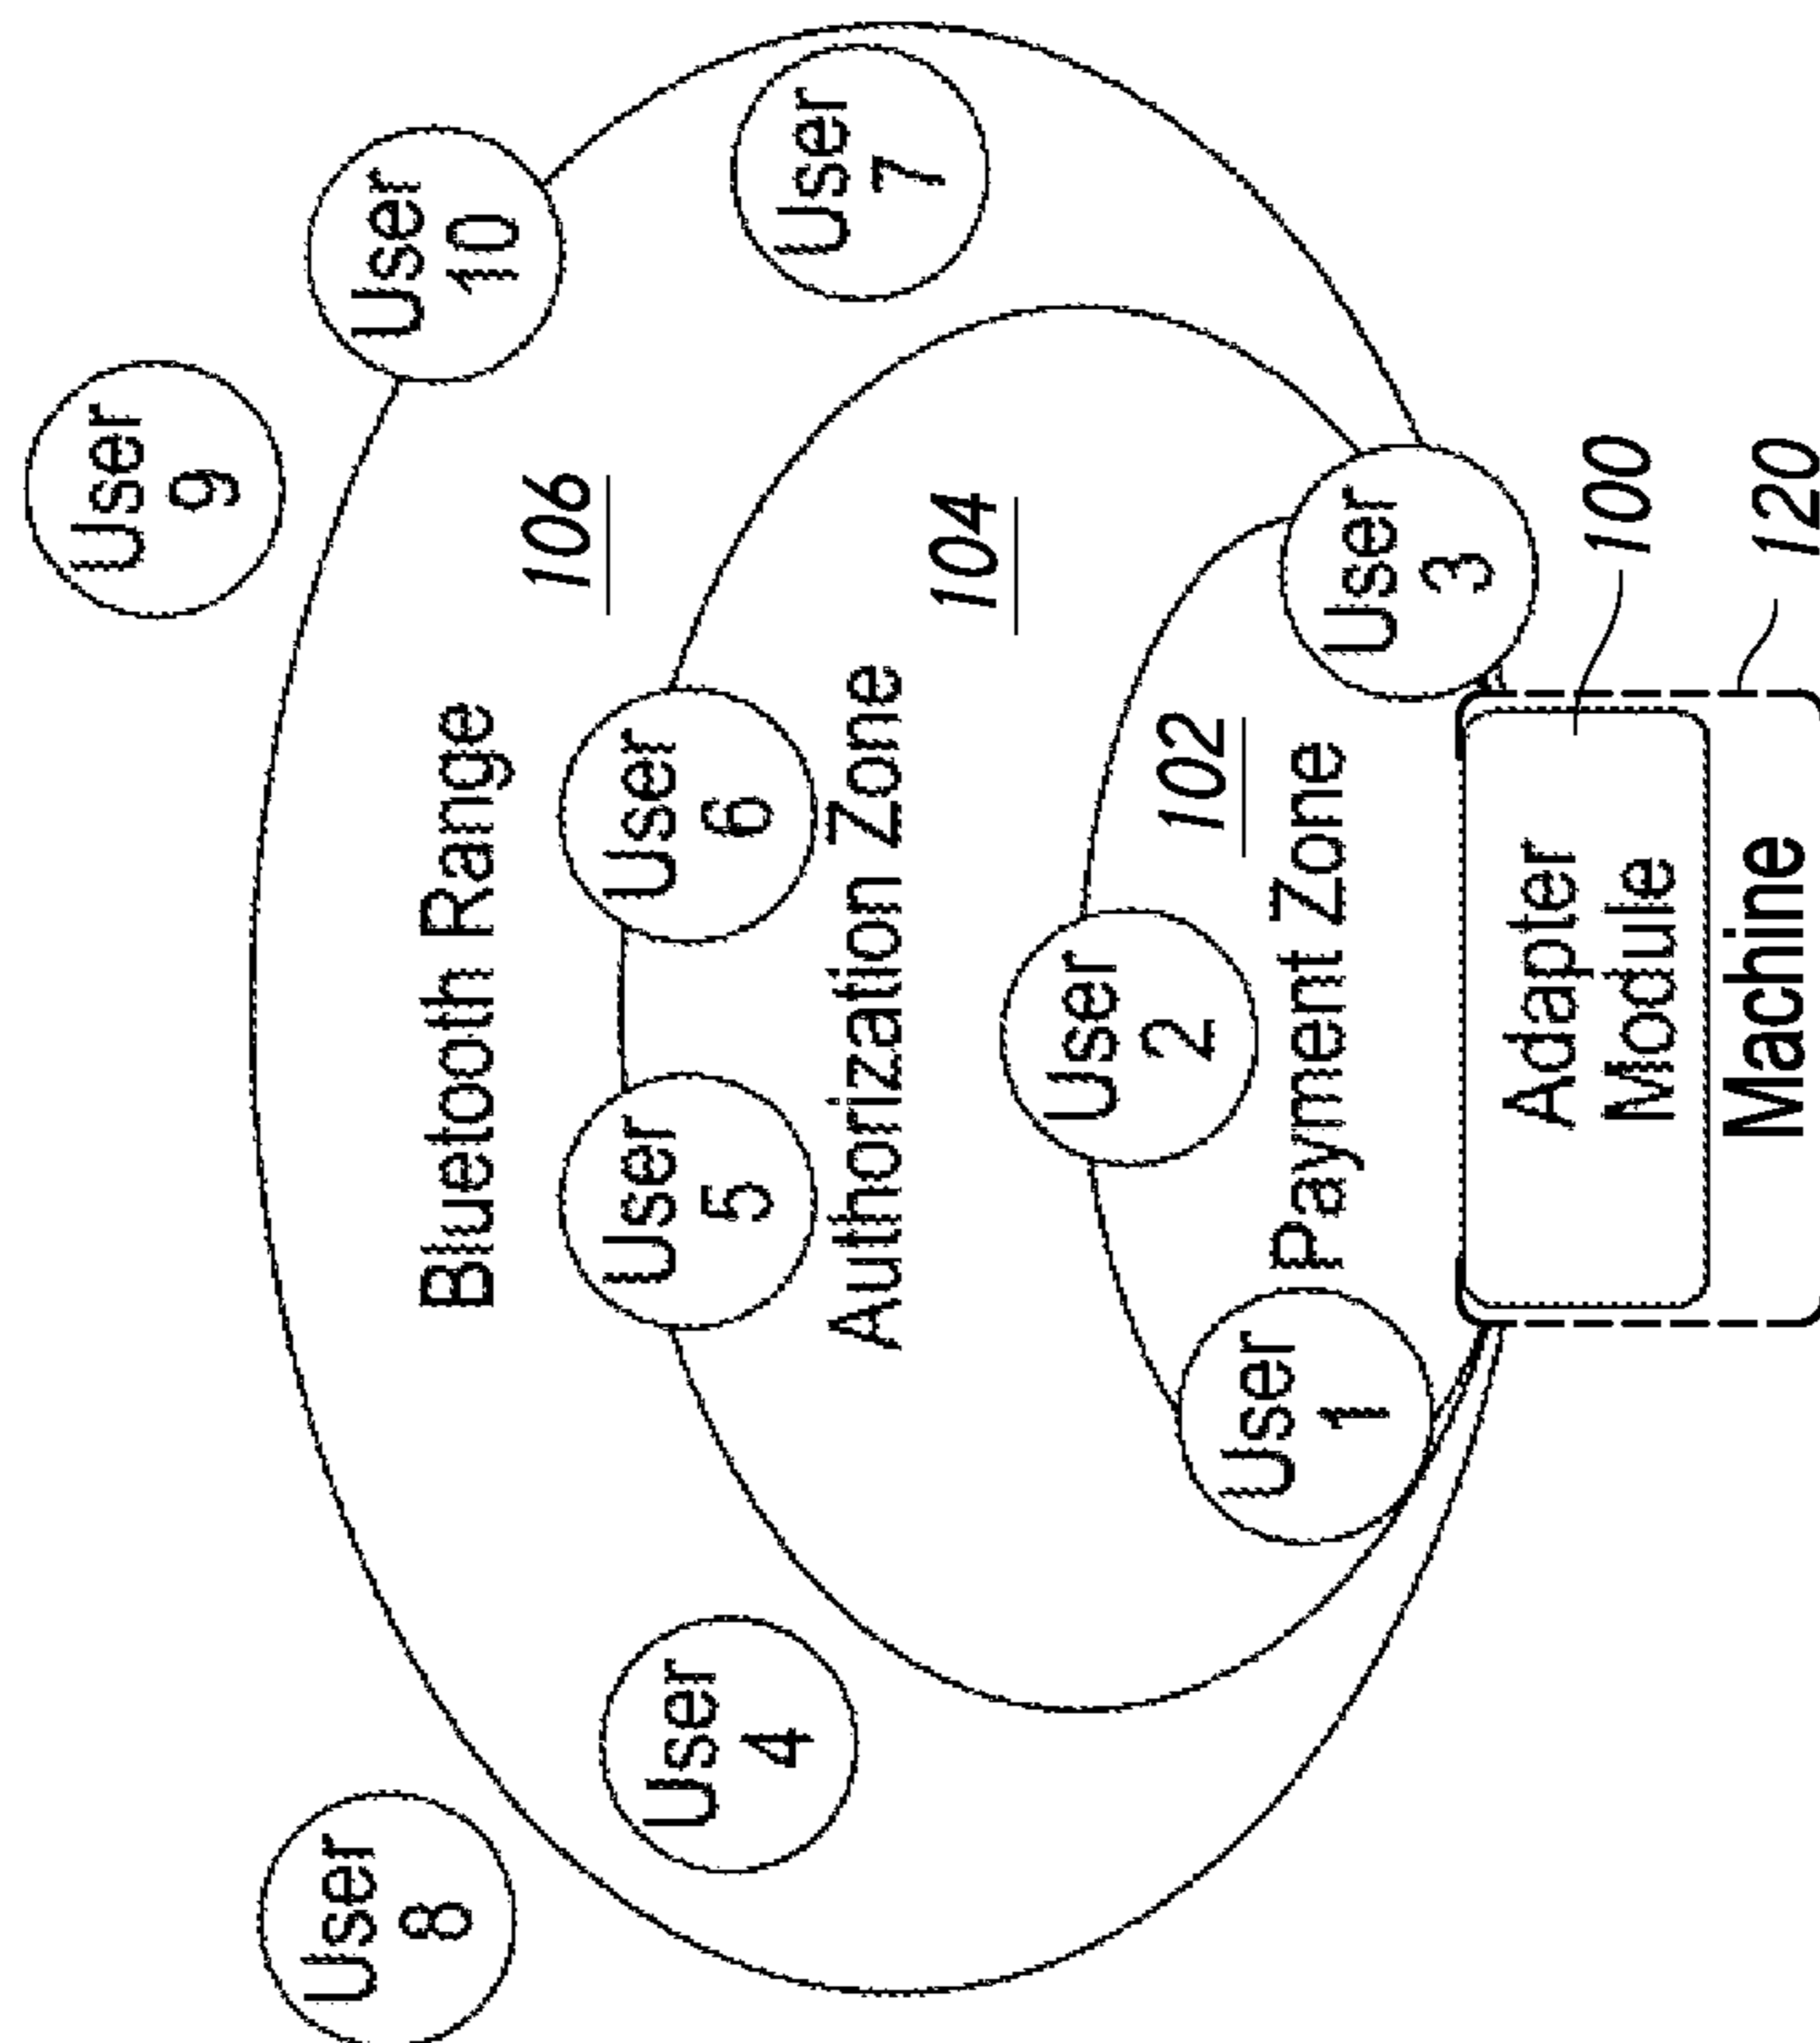 User
9
User
8
User
10
Bluetooth Range
106
User
5
User
6
User
4
User
7
Authorization Zone
104
User
2
102
User
1
Payment Zone
User
3
Adapter
Module
100
Machine
120